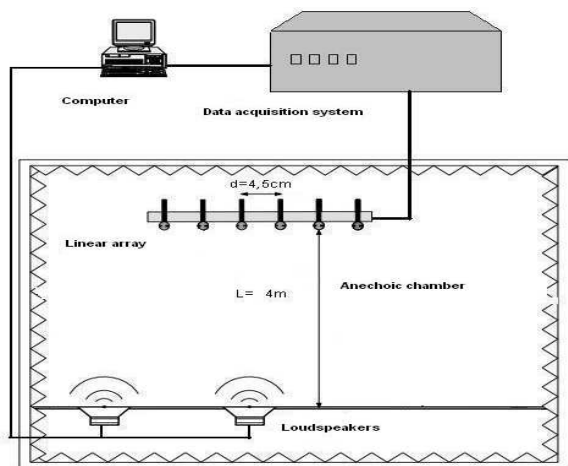 Computer
Data acquisition system
d=4,5cm
Linear array
L= 4m
Anechoic chamber
Loudspeakers